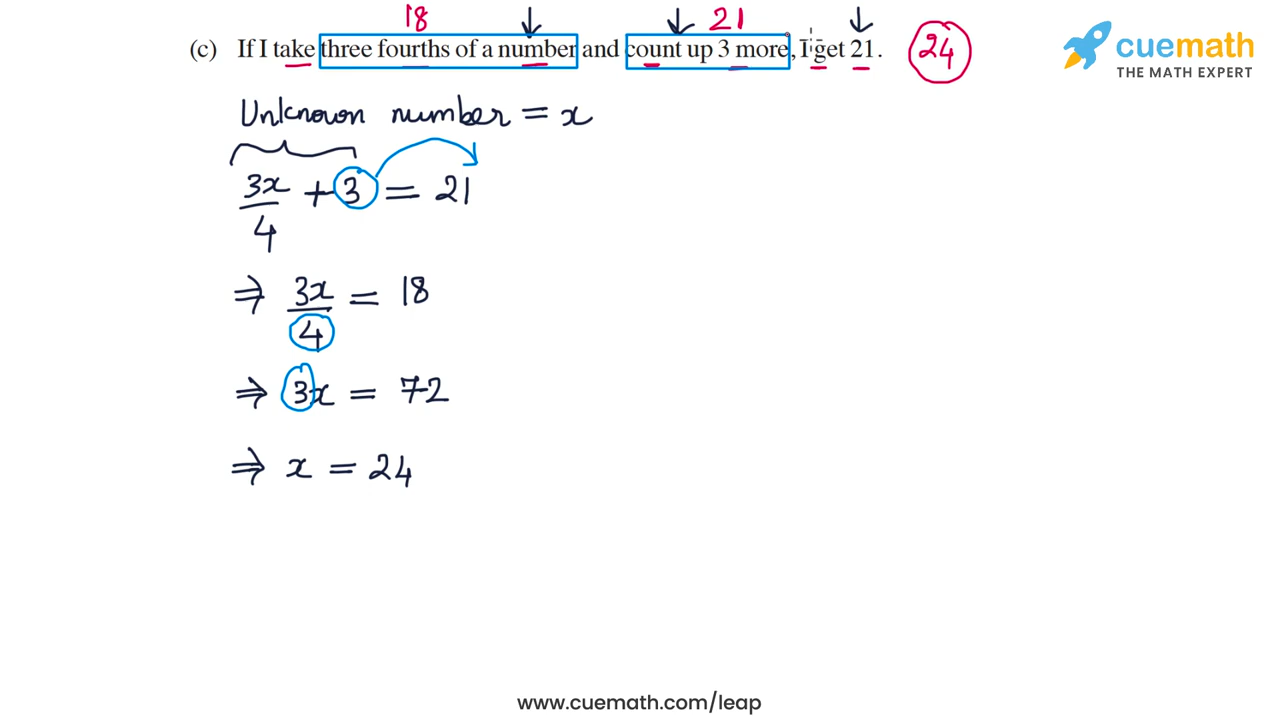 18 21
(c) If I take three fourths of a number and count up 3 more, I get 21. 24
cuemath
THE MATH EXPERT
Unknown number = x
3x/4 + 3 = 21
⇒ 3x/4 = 18
⇒ 3x = 72
⇒ x = 24
www.cuemath.com/leap